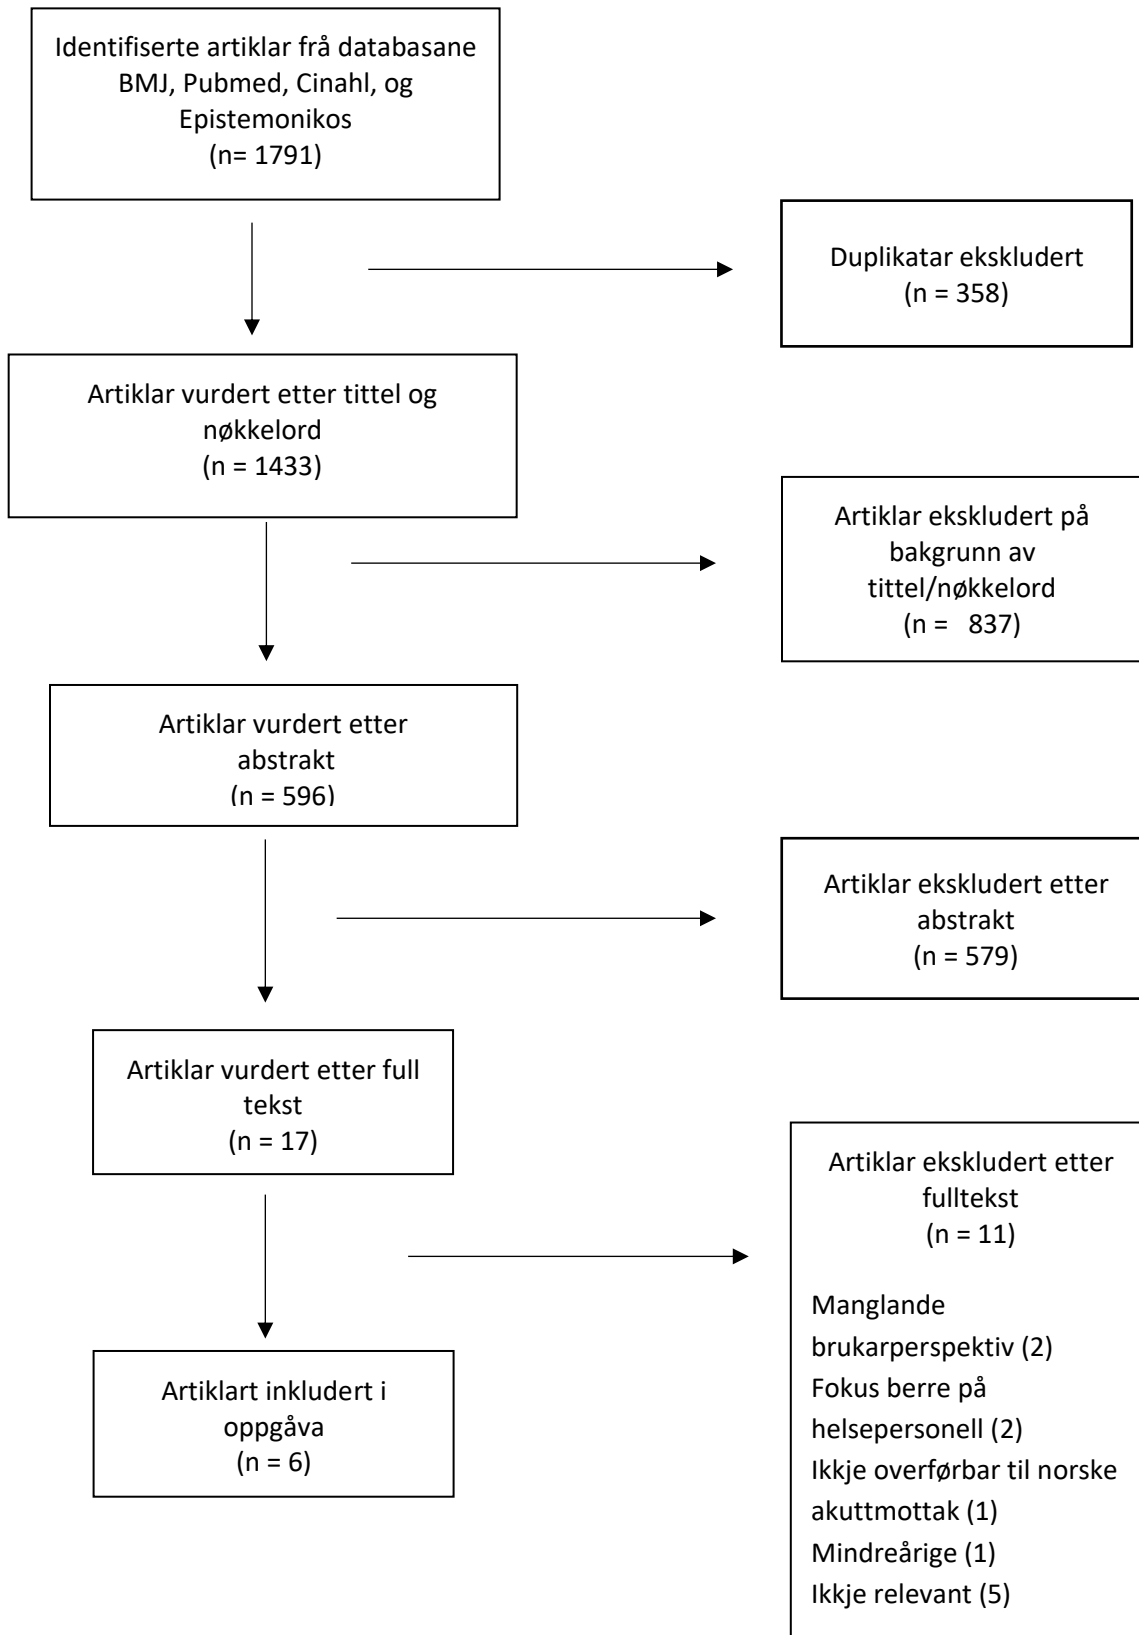 Identifiserte artiklar frå databasane
BMJ, Pubmed, Cinahl, og
Epistemonikos
(n= 1791)
Duplikatar ekskludert
(n = 358)
Artiklar vurdert etter tittel og
nøkkelord
(n = 1433)
Artiklar ekskludert på
bakgrunn av
tittel/nøkkelord
(n =   837)
Artiklar vurdert etter
abstrakt
(n = 596)
Artiklar ekskludert etter
abstrakt
(n = 579)
Artiklar vurdert etter full
tekst
(n = 17)
Artiklar ekskludert etter
fulltekst
(n = 11)
Manglande
brukarperspektiv (2)
Fokus berre på
helsepersonell (2)
Ikkje overførbar til norske
akuttmottak (1)
Mindreårige (1)
Ikkje relevant (5)
Artiklart inkludert i
oppgåva
(n = 6)